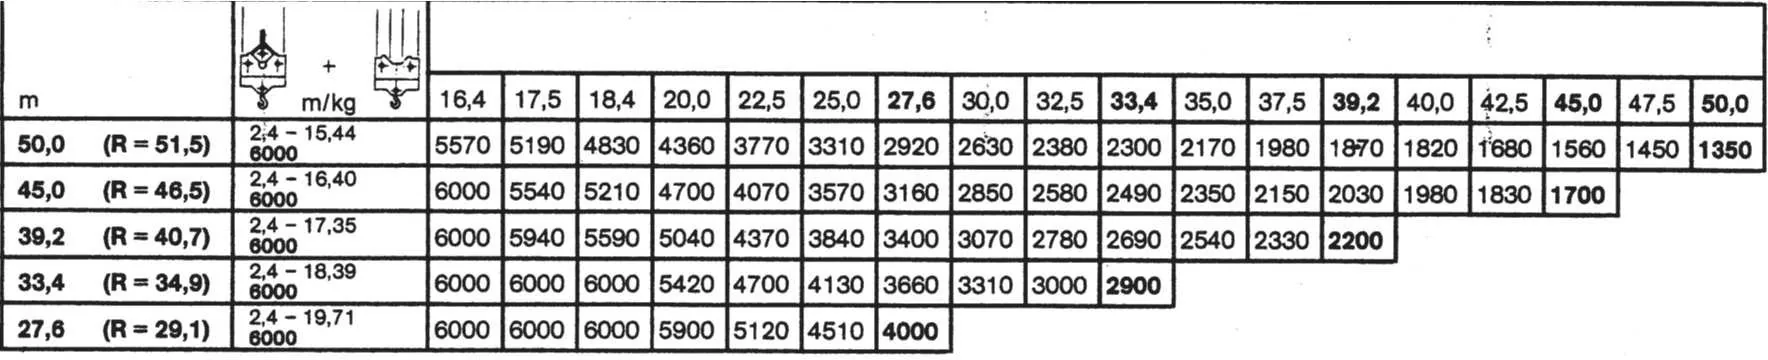 +
m m/kg 16,4 17,5 18,4 20,0 22,5 25,0 27,6 30,0 32,5 33,4 35,0 37,5 39,2 40,0 42,5 45,0 47,5 50,0
50,0 (R = 51,5) 2,4 – 15,44 6000 5570 5190 4830 4360 3770 3310 2920 2630 2380 2300 2170 1980 1870 1820 1680 1560 1450 1350
45,0 (R = 46,5) 2,4 – 16,40 6000 6000 5540 5210 4700 4070 3570 3160 2850 2580 2490 2350 2150 2030 1980 1830 1700
39,2 (R = 40,7) 2,4 – 17,35 6000 6000 5940 5590 5040 4370 3840 3400 3070 2780 2690 2540 2330 2200
33,4 (R = 34,9) 2,4 – 18,39 6000 6000 6000 6000 5420 4700 4130 3660 3310 3000 2900
27,6 (R = 29,1) 2,4 – 19,71 6000 6000 6000 6000 5900 5120 4510 4000